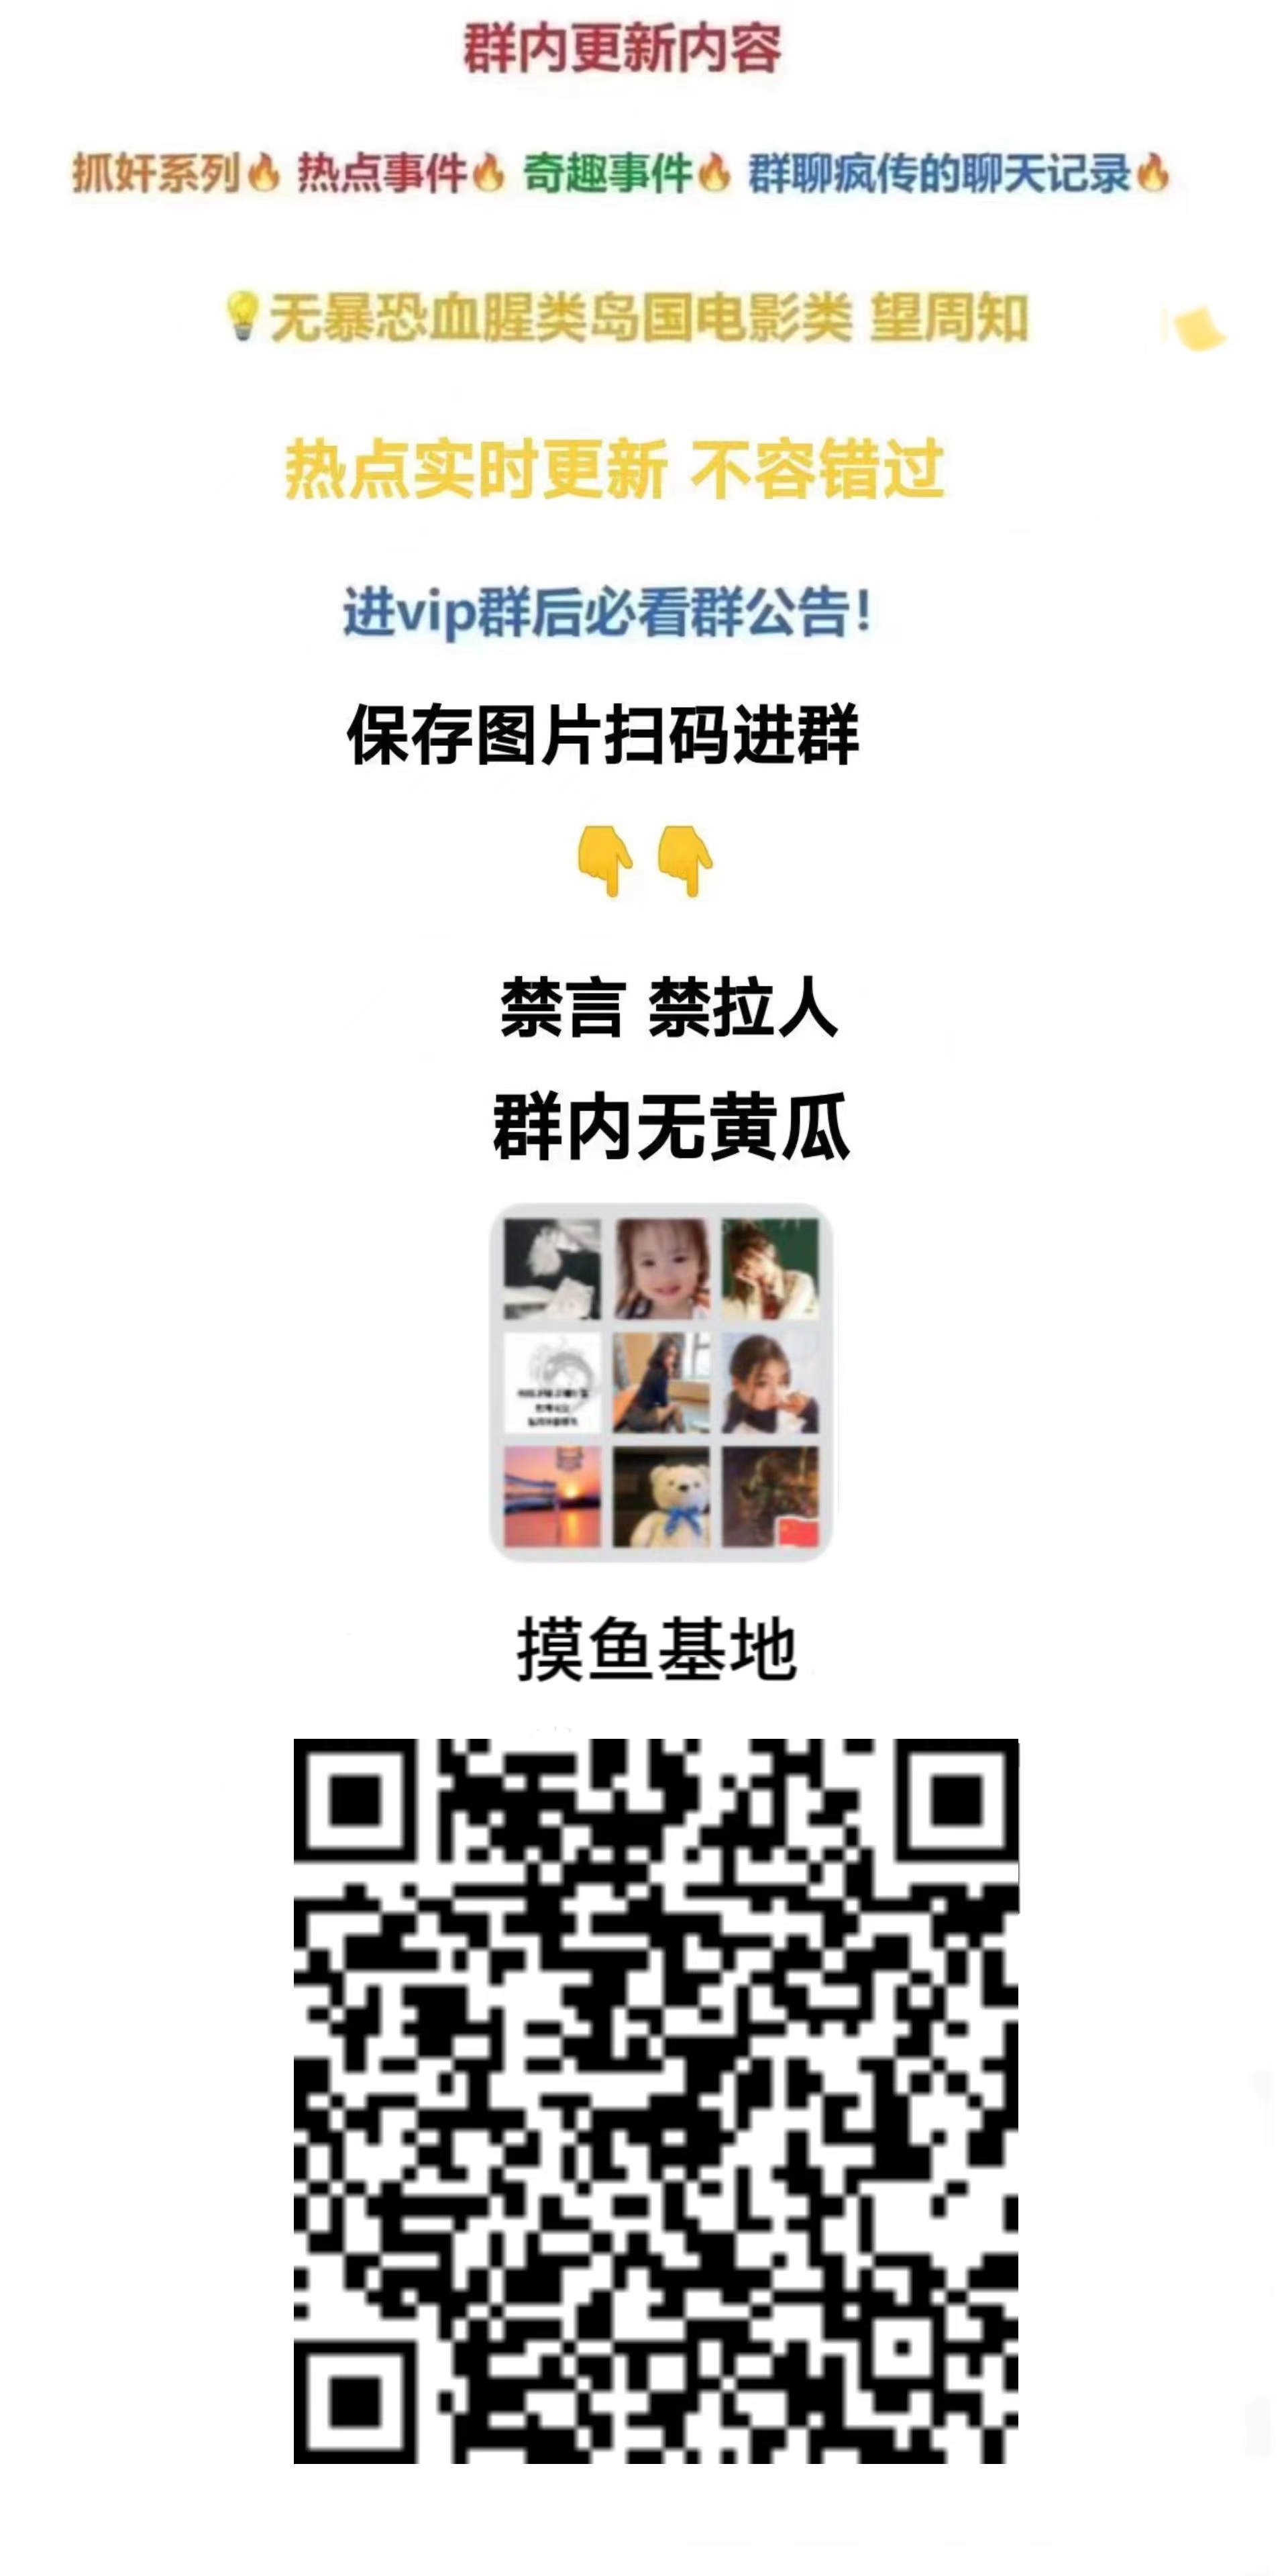 群内更新内容
抓奸系列🔥 热点事件🔥 奇趣事件🔥 群聊疯传的聊天记录🔥
💡无暴恐血腥类岛国电影类 望周知
热点实时更新 不容错过
进vip群后必看群公告！
保存图片扫码进群
👇👇
禁言 禁拉人
群内无黄瓜
摸鱼基地